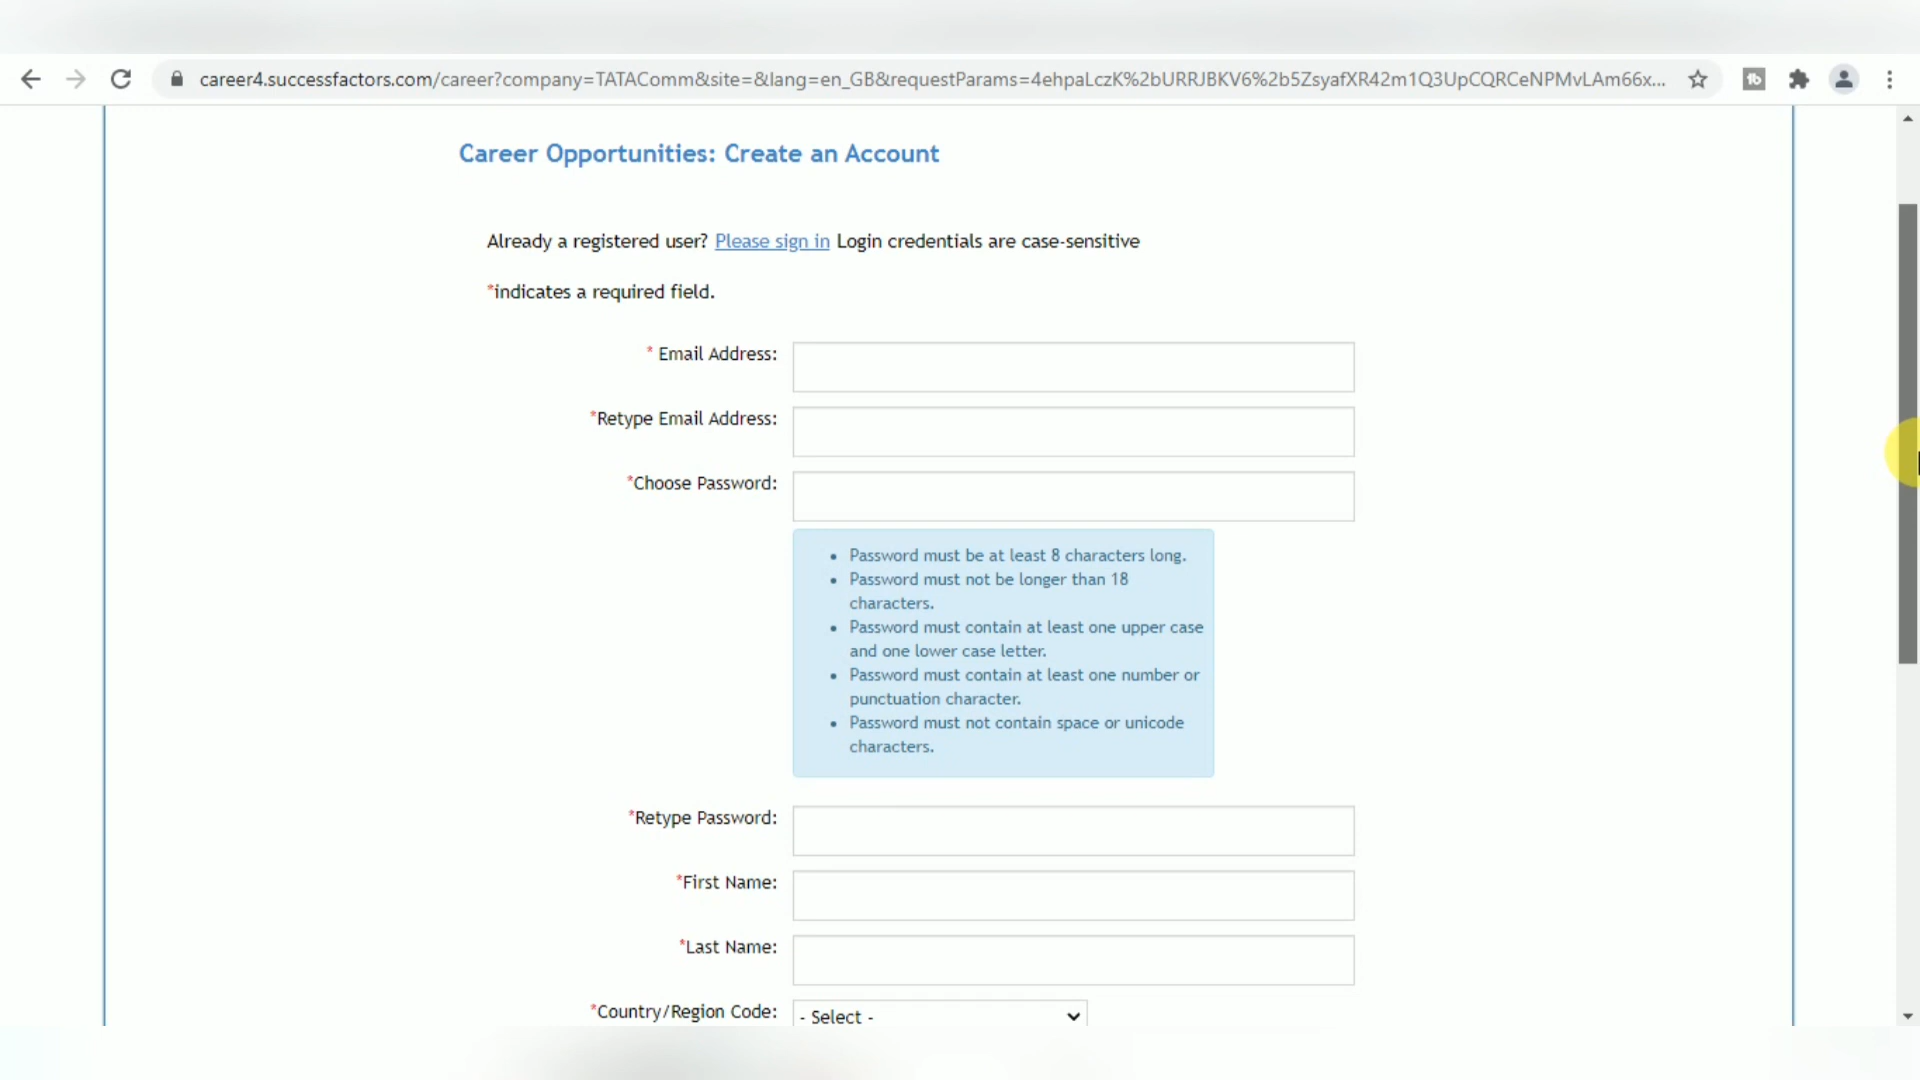 career4.successfactors.com/career?company=TATAComm&site=&lang=en_GB&requestParams=4ehpaLczK%2bURRJBKV6%2b5ZsyafXR42m1Q3UpCQRCeNPMvLAm66x...
Career Opportunities: Create an Account
Already a registered user? Please sign in Login credentials are case-sensitive
*indicates a required field.
* Email Address:
*Retype Email Address:
*Choose Password:
• Password must be at least 8 characters long.
• Password must not be longer than 18
characters.
• Password must contain at least one upper case
and one lower case letter.
• Password must contain at least one number or
punctuation character.
• Password must not contain space or unicode
characters.
*Retype Password:
*First Name:
*Last Name:
*Country/Region Code: - Select -